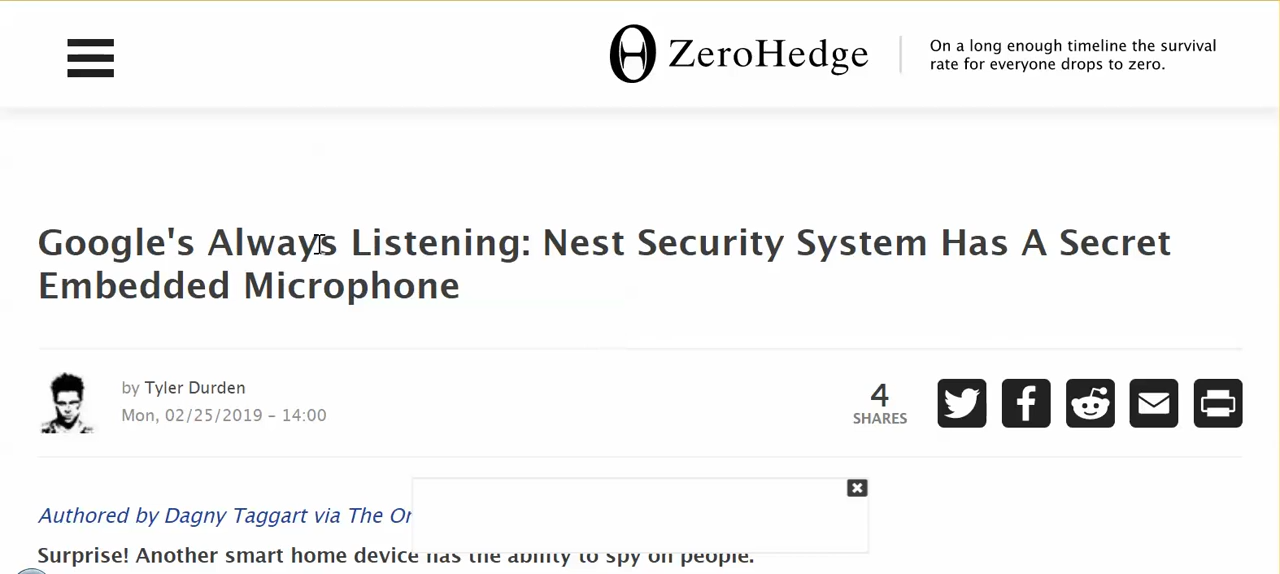 ZeroHedge
On a long enough timeline the survival
rate for everyone drops to zero.
Google's Always Listening: Nest Security System Has A Secret
Embedded Microphone
by Tyler Durden
Mon, 02/25/2019 - 14:00
4
SHARES
Authored by Dagny Taggart via The Or
Surprise! Another smart home device has the ability to spy on people.